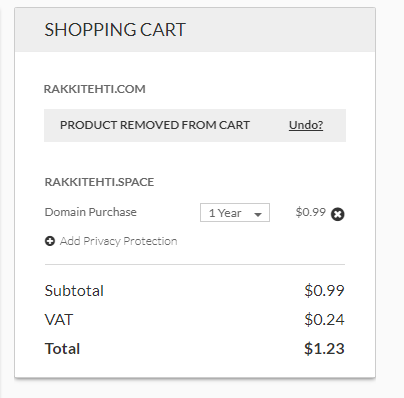 SHOPPING CART
RAKKITEHTI.COM
PRODUCT REMOVED FROM CART Undo?
RAKKITEHTI.SPACE
Domain Purchase 1 Year $0.99
Add Privacy Protection
Subtotal $0.99
VAT $0.24
Total $1.23